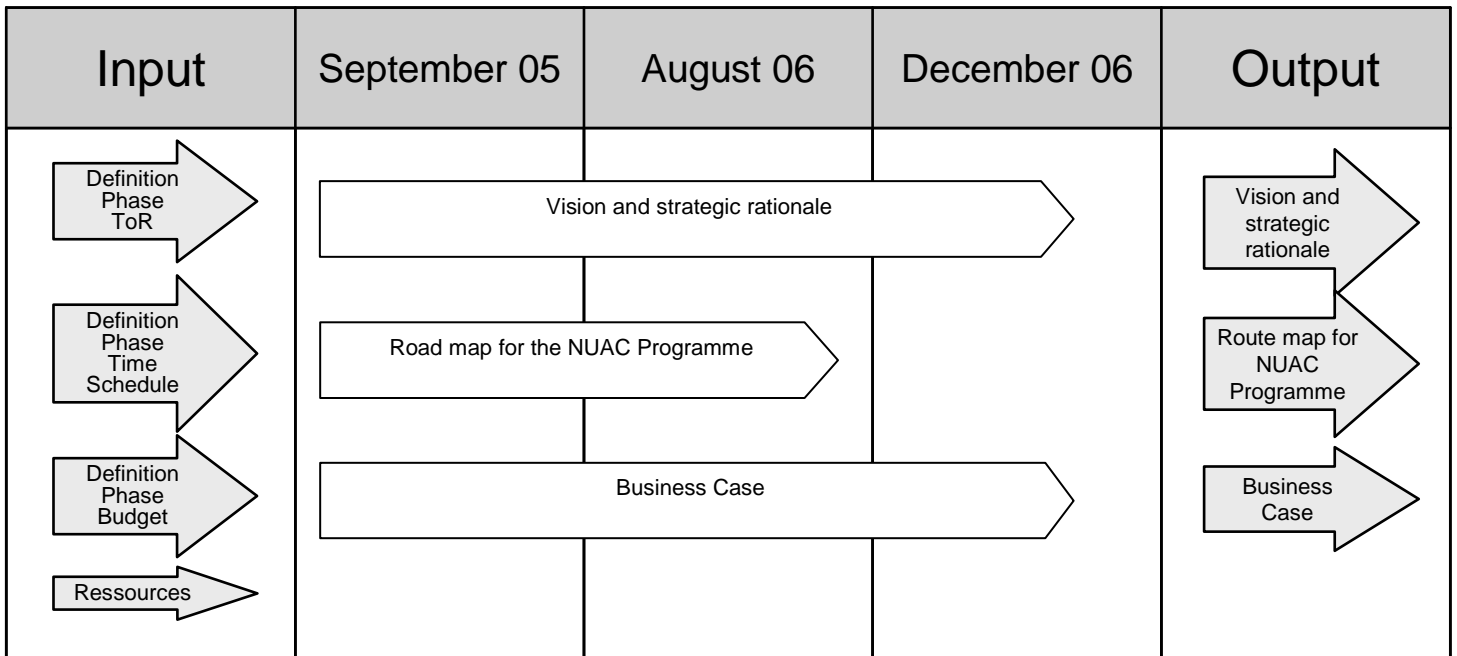 Input
September 05
August 06
December 06
Output
Definition
Phase
ToR
Vision and strategic rationale
Vision and
strategic
rationale
Definition
Phase
Time
Schedule
Road map for the NUAC Programme
Route map for
NUAC
Programme
Definition
Phase
Budget
Business Case
Business
Case
Ressources